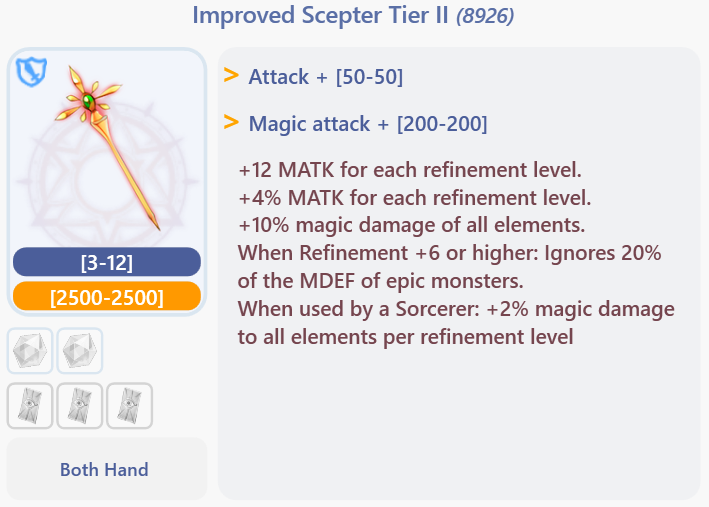 Improved Scepter Tier II (8926)
> Attack + [50-50]
> Magic attack + [200-200]
+12 MATK for each refinement level.
+4% MATK for each refinement level.
+10% magic damage of all elements.
When Refinement +6 or higher: Ignores 20%
of the MDEF of epic monsters.
When used by a Sorcerer: +2% magic damage
to all elements per refinement level
[3-12]
[2500-2500]
Both Hand